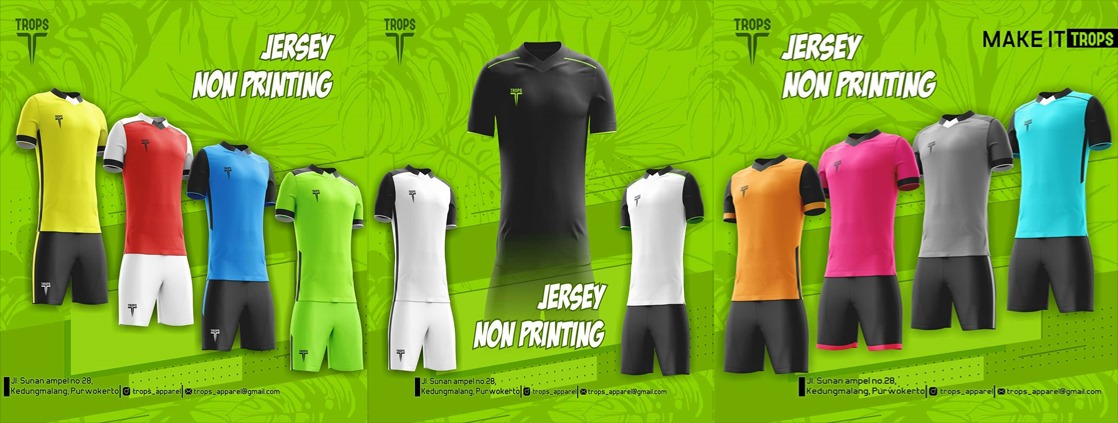 TROPS
JERSEY
NON PRINTING
Jl. Sunan ampel no 28,
Kedungmalang, Purwokerto
trops_apparel
trops_apparel@gmail.com
TROPS
TROPS
JERSEY
NON PRINTING
Jl. Sunan ampel no 28,
Kedungmalang, Purwokerto
trops_apparel
trops_apparel@gmail.com
TROPS
JERSEY
NON PRINTING
MAKE IT TROPS
Jl. Sunan ampel no 28,
Kedungmalang, Purwokerto
trops_apparel
trops_apparel@gmail.com